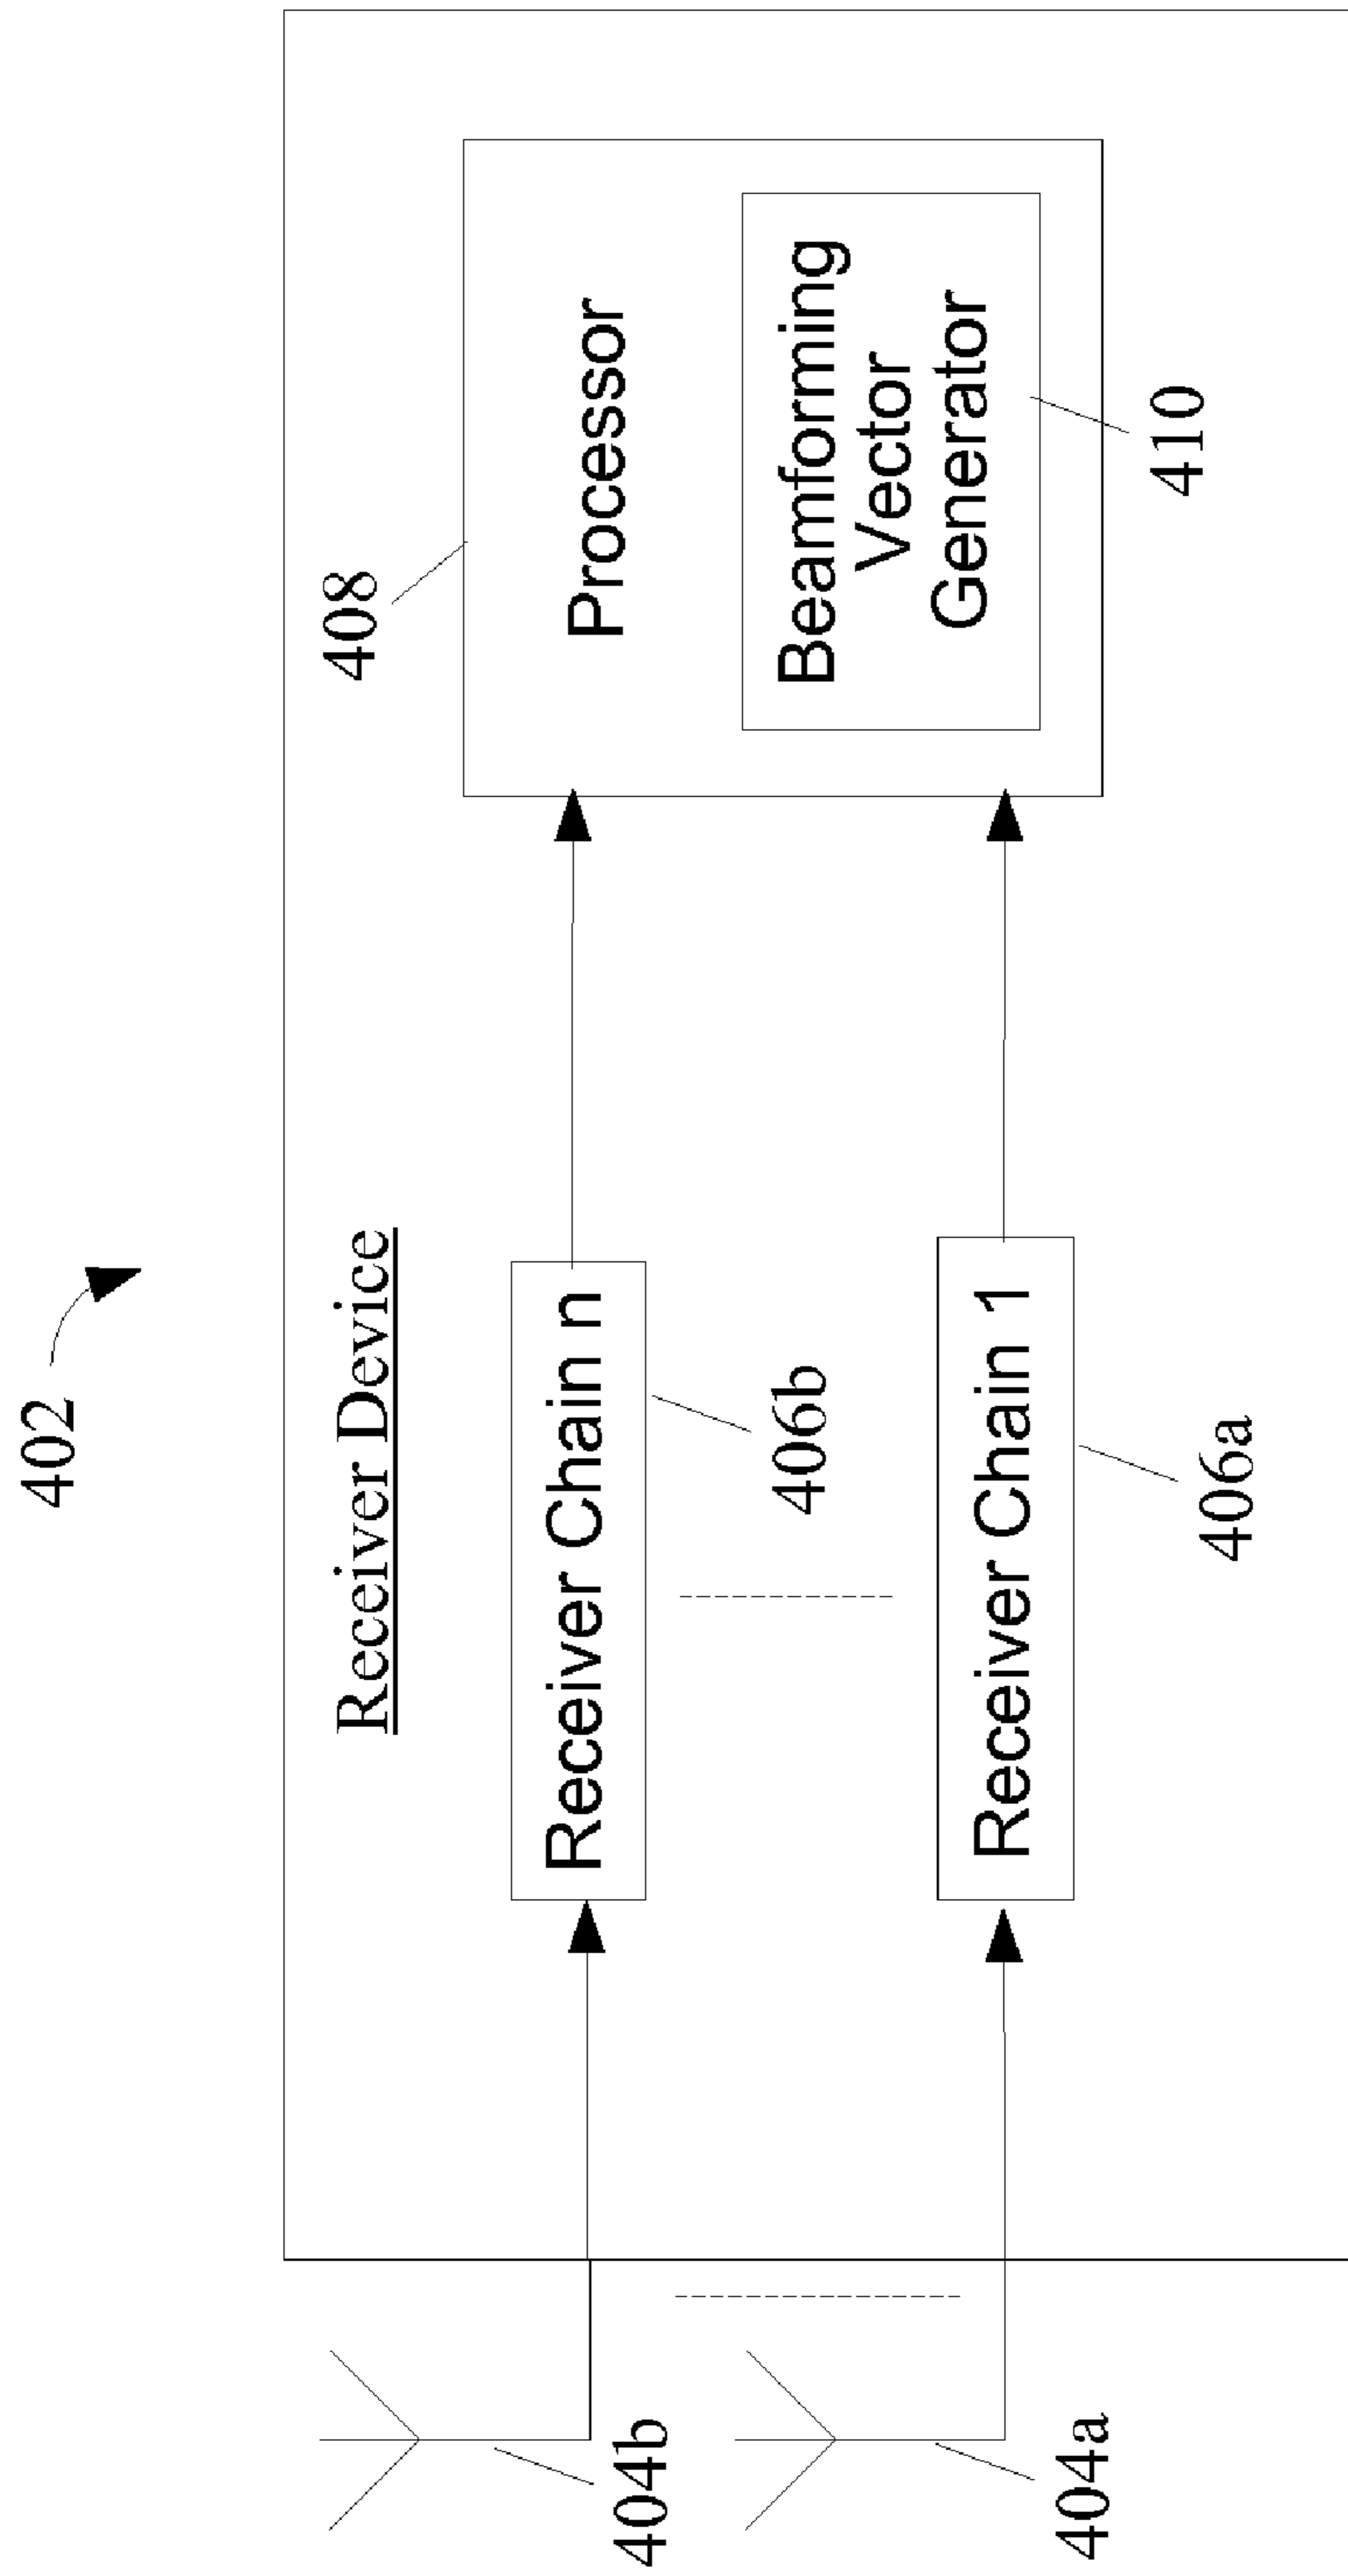 402
Receiver Device
408
Processor
Receiver Chain n
404b
406b
Beamforming
Vector
Generator
410
Receiver Chain 1
404a
406a